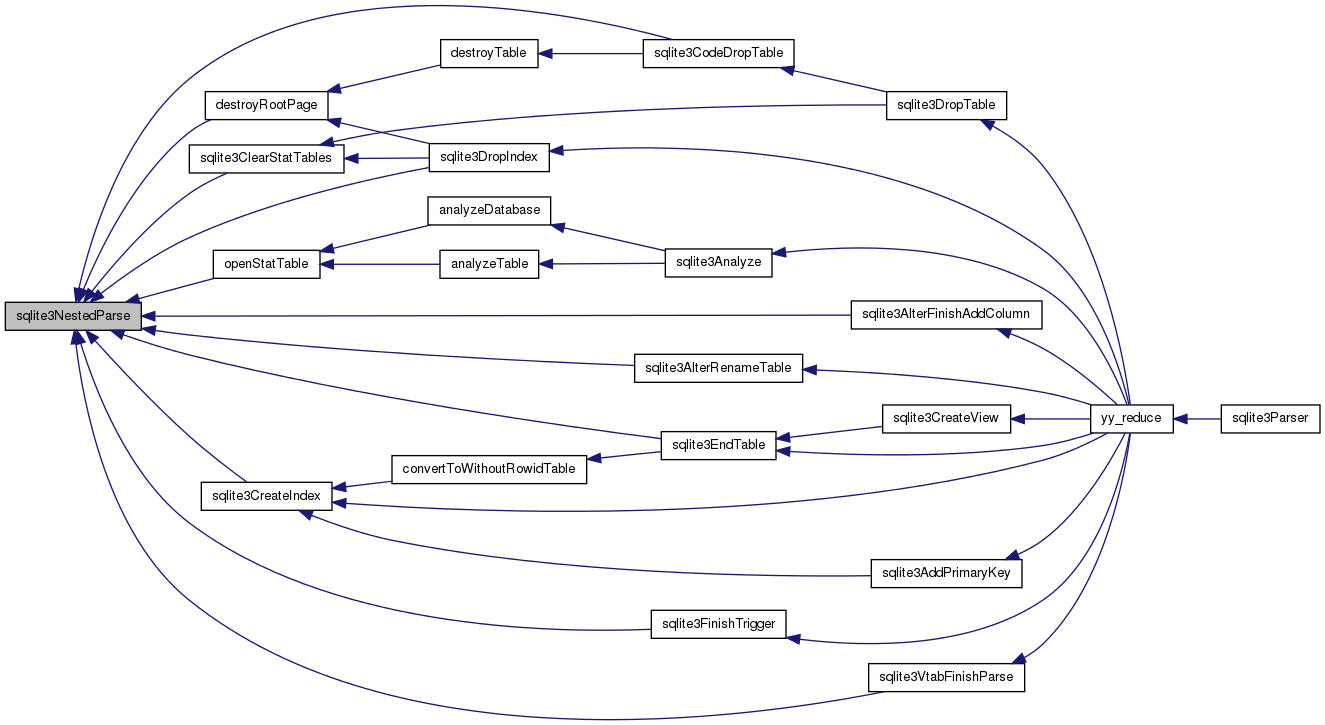 sqlite3NestedParse
destroyRootPage
sqlite3ClearStatTables
openStatTable
sqlite3CreateIndex
destroyTable
sqlite3DropIndex
analyzeDatabase
analyzeTable
convertToWithoutRowidTable
sqlite3CodeDropTable
sqlite3Analyze
sqlite3AlterRenameTable
sqlite3EndTable
sqlite3FinishTrigger
sqlite3DropTable
sqlite3AlterFinishAddColumn
sqlite3CreateView
sqlite3AddPrimaryKey
sqlite3VtabFinishParse
yy_reduce
sqlite3Parser